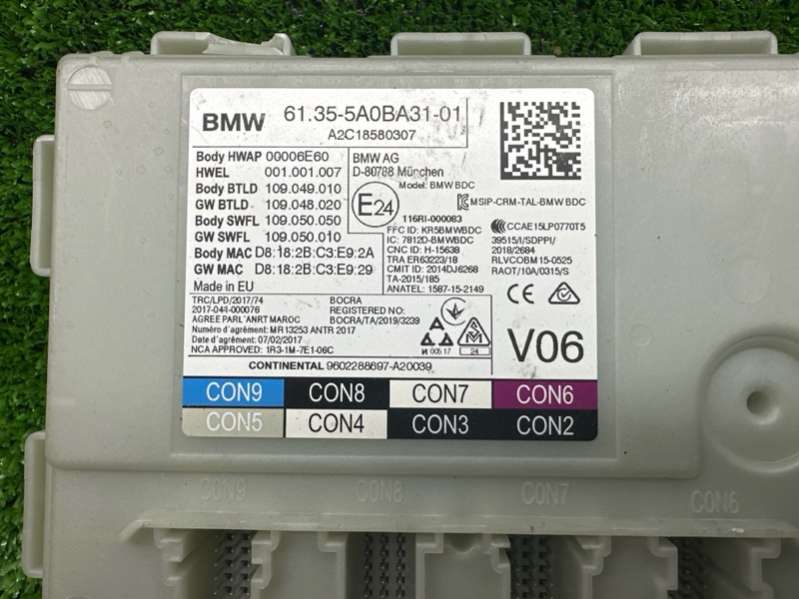 BMW 61.35-5A0BA31-01
A2C18580307
Body HWAP 00006E60
HWEL 001.001.007
Body BTLD 109.049.010
GW BTLD 109.048.020
Body SWFL 109.050.050
GW SWFL 109.050.010
Body MAC D8:18:2B:C3:E9:2A
GW MAC D8:18:2B:C3:E9:29
Made in EU
BMW AG
D-80788 München
Model: BMW BDC
E24
MSIP-CRM-TAL-BMW BDC
116RI-000083
FFC ID: KR5BMWBDC
IC: 7812D-BMWBDC
CNC ID: H-15638
TRA ER63223/18
CMIT ID: 2014DJ6268
TA-2015/185
ANATEL: 1587-15-2149
CCAE15LP0770T5
39515/I/SDPPI/
2018/2684
RLVCOBM15-0525
RAOT/10A/0315/S
CE
TRC/LPD/2017/74
2017-04I-000076
AGREE PAR L'ANRT MAROC
Numéro d'agrément: MR13253 ANTR 2017
Date d'agrément: 07/02/2017
NCA APPROVED: 1R3-1M-7E1-06C
BOCRA
REGISTERED NO:
BOCRA/TA/2019/3239
24
V06
CONTINENTAL 9602288697-A20039
CON9 CON8 CON7 CON6
CON5 CON4 CON3 CON2
CON9 CON8 CON7 CON6